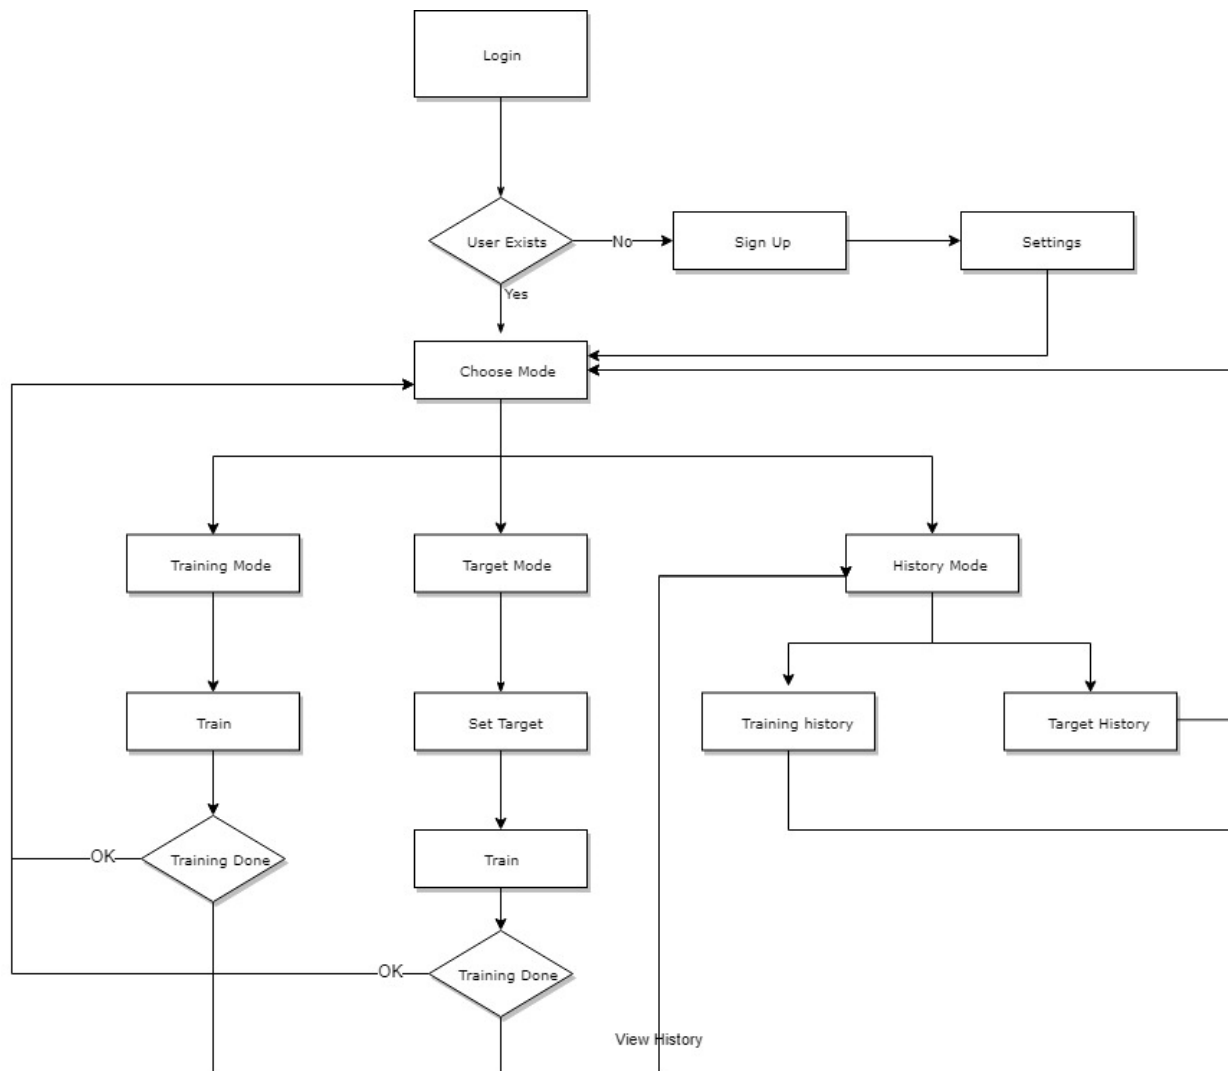 Login
User Exists
No
Sign Up
Settings
Yes
Choose Mode
Training Mode
Target Mode
History Mode
Train
Set Target
Training history
Target History
OK
Training Done
Train
OK
Training Done
View History